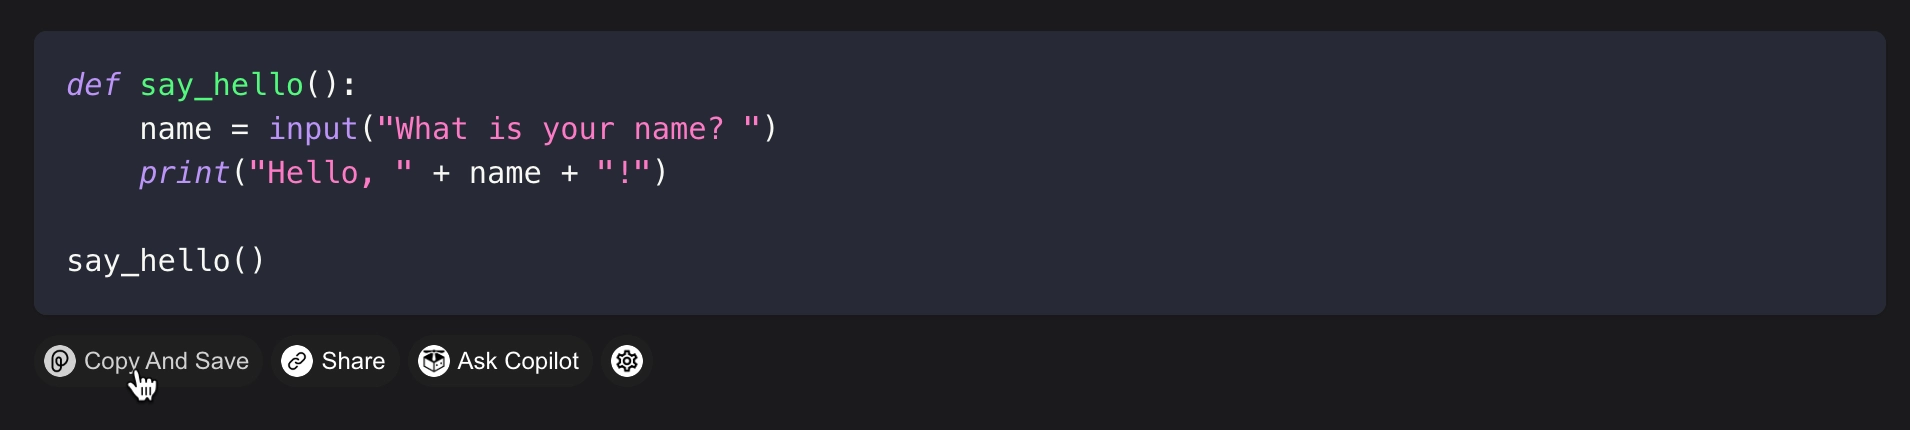 def say_hello():
    name = input("What is your name? ")
    print("Hello, " + name + "!")
say_hello()
Copy And Save Share Ask Copilot